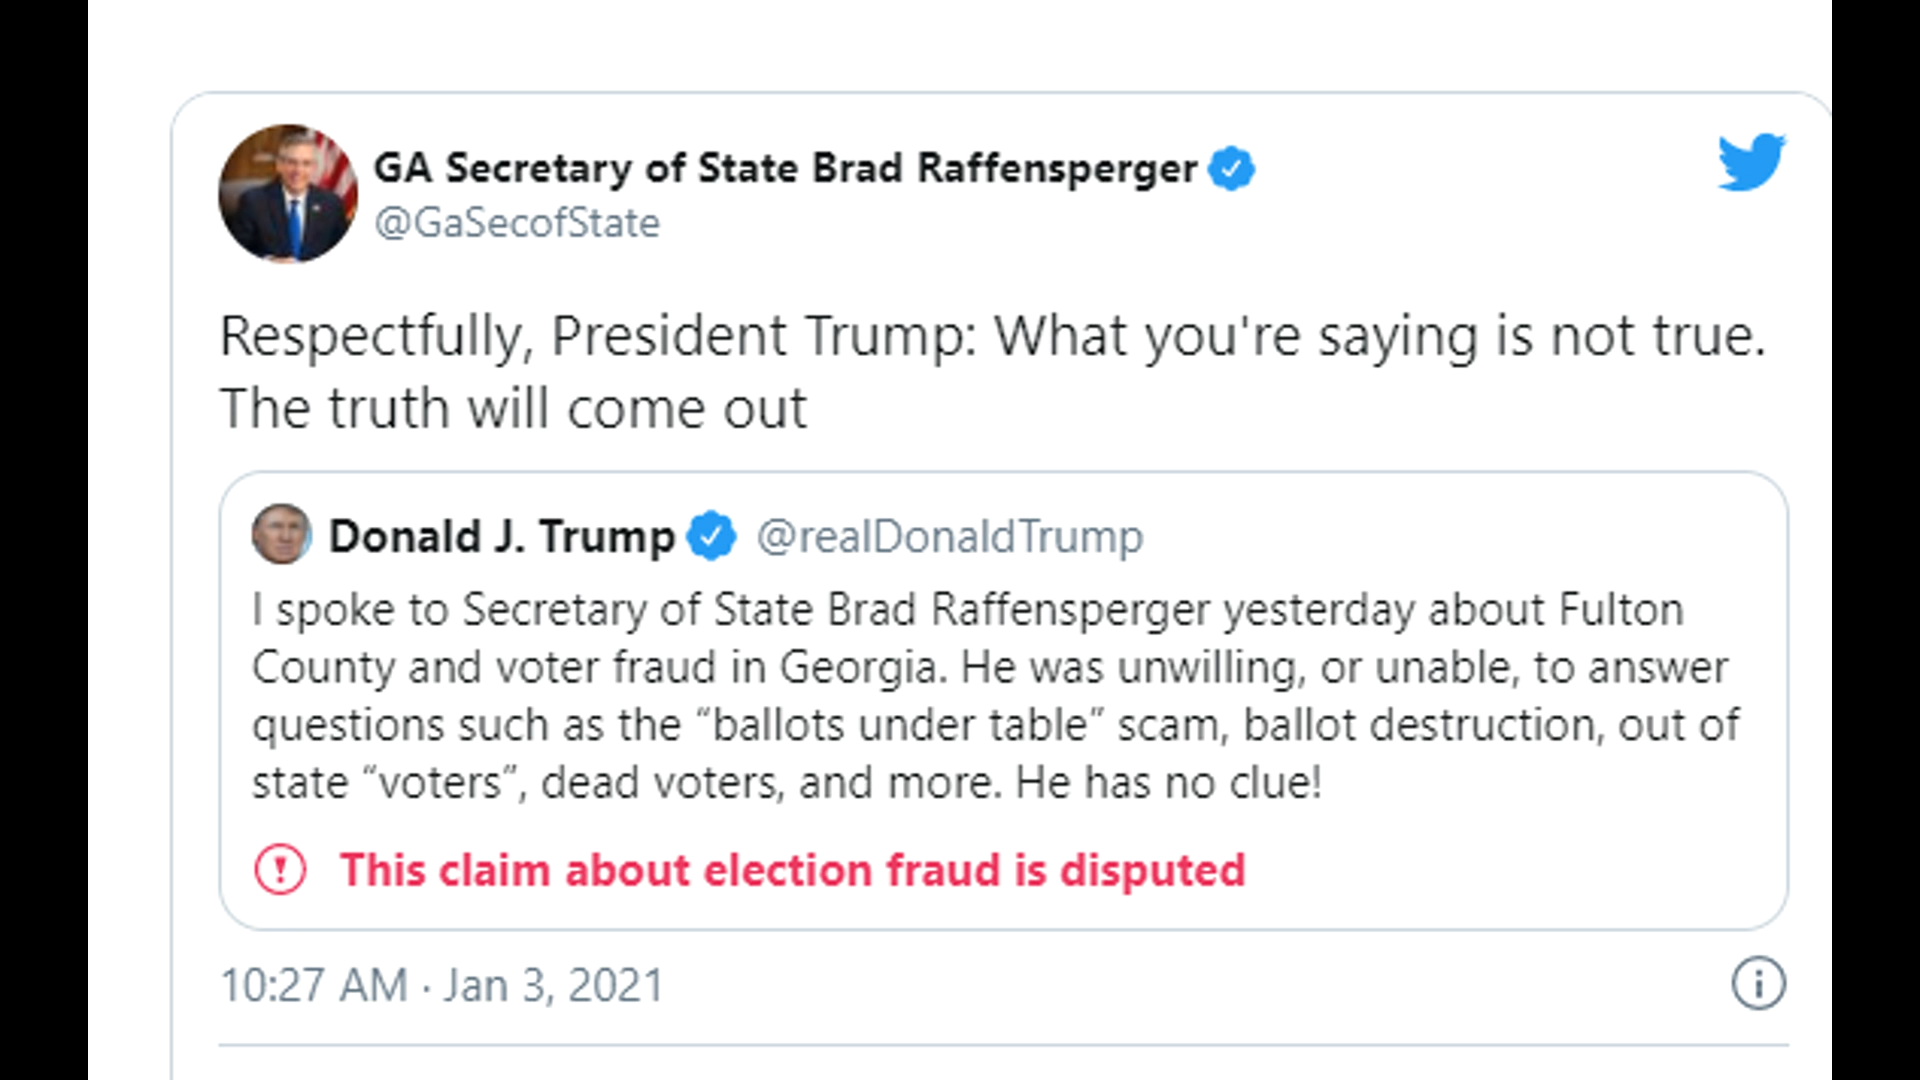 GA Secretary of State Brad Raffensperger
@GaSecofState
Respectfully, President Trump: What you're saying is not true.
The truth will come out
Donald J. Trump @realDonaldTrump
I spoke to Secretary of State Brad Raffensperger yesterday about Fulton
County and voter fraud in Georgia. He was unwilling, or unable, to answer
questions such as the “ballots under table” scam, ballot destruction, out of
state “voters”, dead voters, and more. He has no clue!
This claim about election fraud is disputed
10:27 AM · Jan 3, 2021